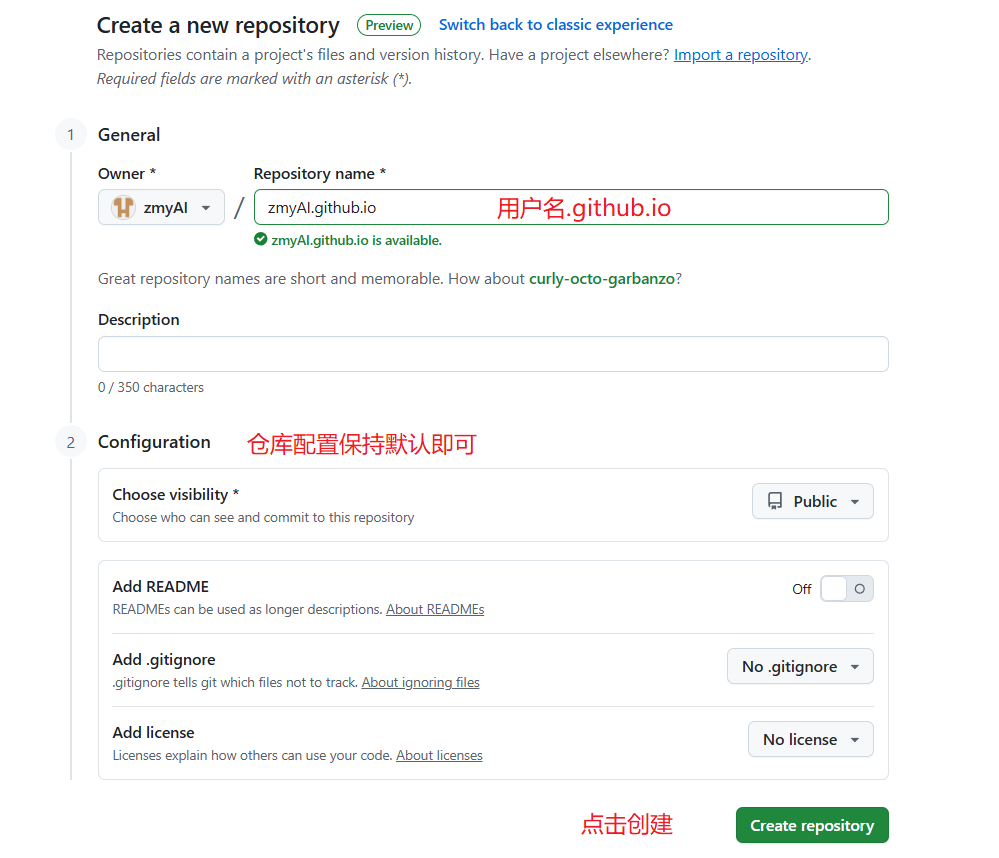 Create a new repository Preview Switch back to classic experience
Repositories contain a project's files and version history. Have a project elsewhere? Import a repository.
Required fields are marked with an asterisk (*).
1 General
Owner * Repository name *
zmyAI / zmyAI.github.io 用户名.github.io
zmyAI.github.io is available.
Great repository names are short and memorable. How about curly-octo-garbanzo?
Description
0 / 350 characters
2 Configuration 仓库配置保持默认即可
Choose visibility *
Choose who can see and commit to this repository
Public
Add README
READMEs can be used as longer descriptions. About READMEs
Off
Add .gitignore
.gitignore tells git which files not to track. About ignoring files
No .gitignore
Add license
Licenses explain how others can use your code. About licenses
No license
点击创建 Create repository